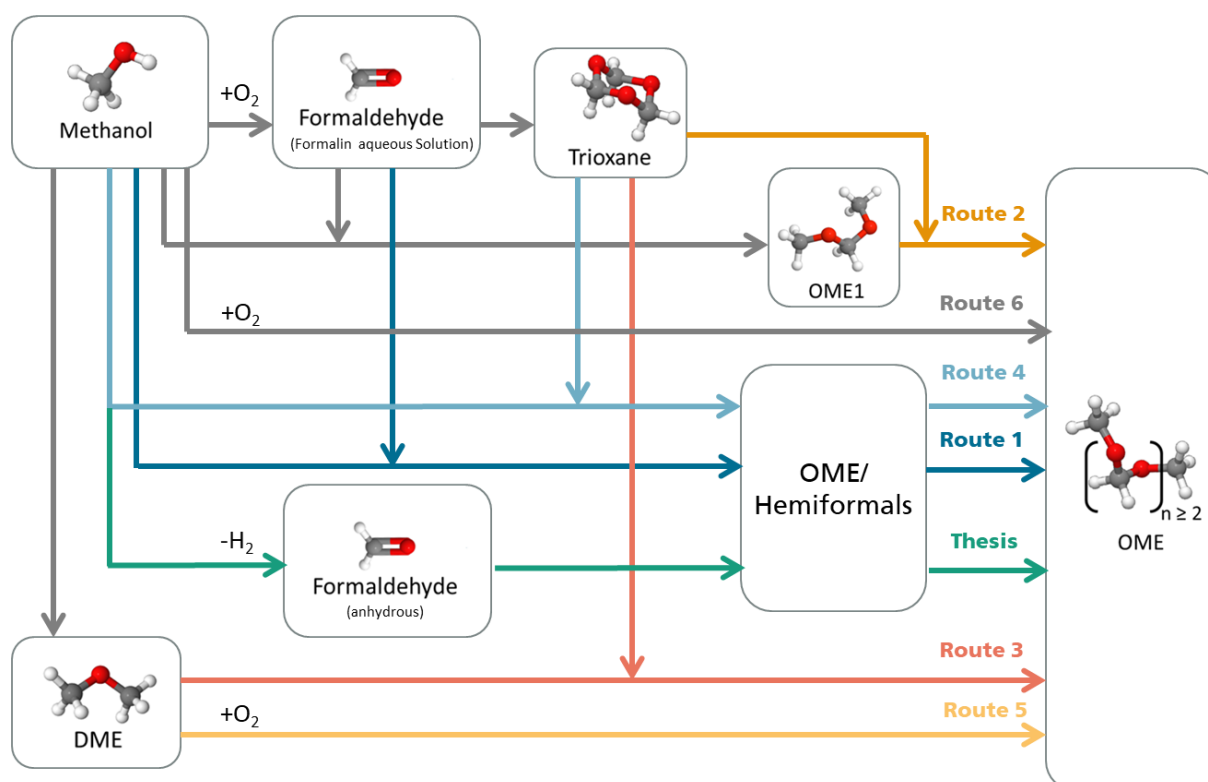 Methanol
+O₂
Formaldehyde
(Formalin aqueous Solution)
Trioxane
OME1
Route 2
+O₂
Route 6
Route 4
Route 1
OME/
Hemiformals
-H₂
Formaldehyde
(anhydrous)
Thesis
n ≥ 2
OME
DME
+O₂
Route 3
Route 5